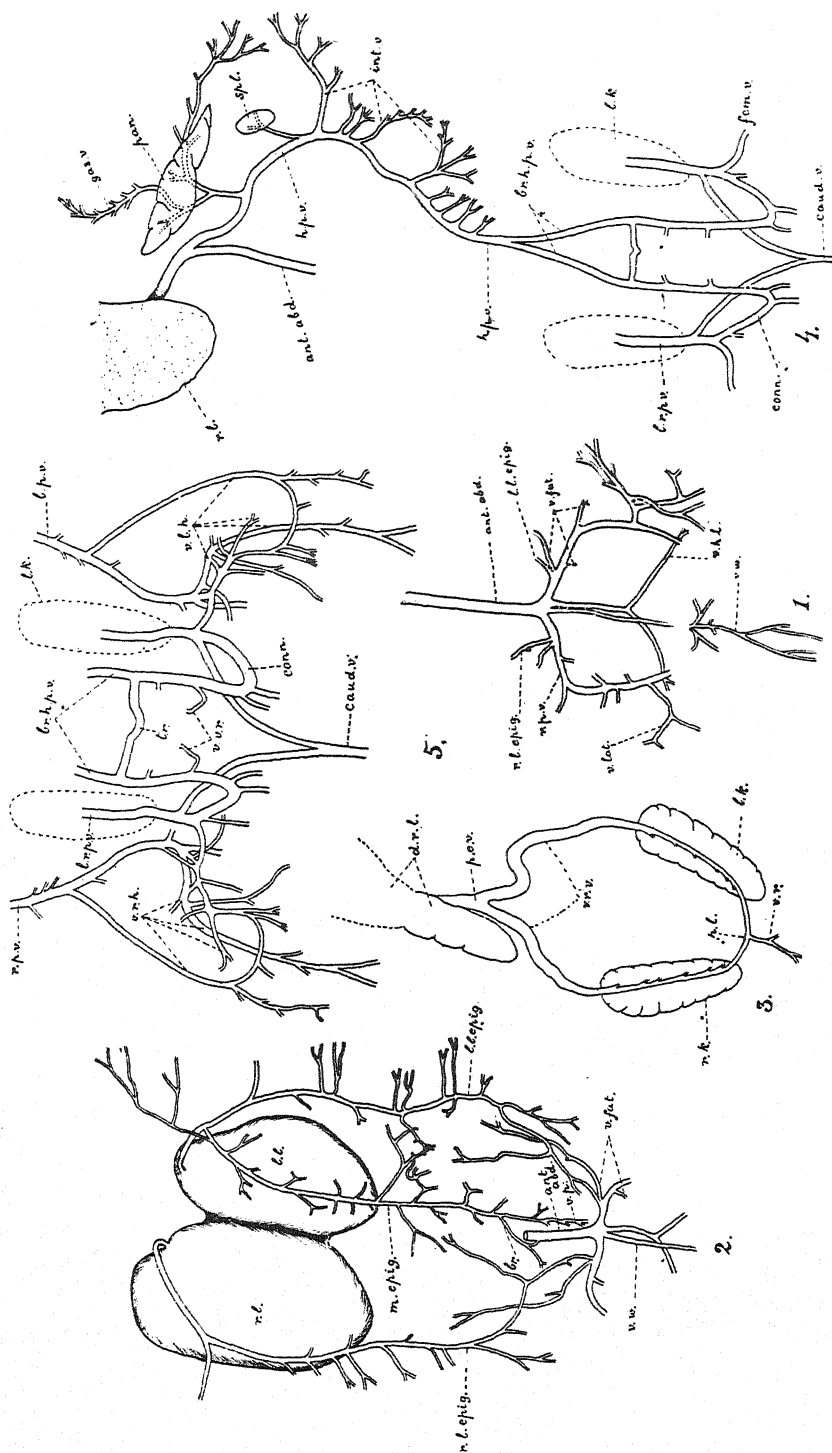 gas.v
pan.
spl.
int.v
h.p.v.
ant.abd.
r.l.
h.p.v.
br.h.p.v.
l.k.
fem.v.
l.r.p.v.
conn.
caud.v.
4.
l.p.v.
l.k.
v.l.h.
br.h.p.v.
br.
v.v.r.
conn.
caud.v.
l.r.p.v.
v.r.h.
r.p.v.
5.
ant.abd.
l.l.epig.
v.fat.
r.l.epig.
r.p.v.
v.h.l.
v.lat.
v.w.
1.
d.r.l.
p.o.v.
v.r.v.
l.k.
p.l.
v.r.
r.k.
3.
r.l.
l.l.
l.l.epig
m.epig.
ant.
abd.
v.p.
br.
v.fat.
r.l.epig.
v.w.
2.